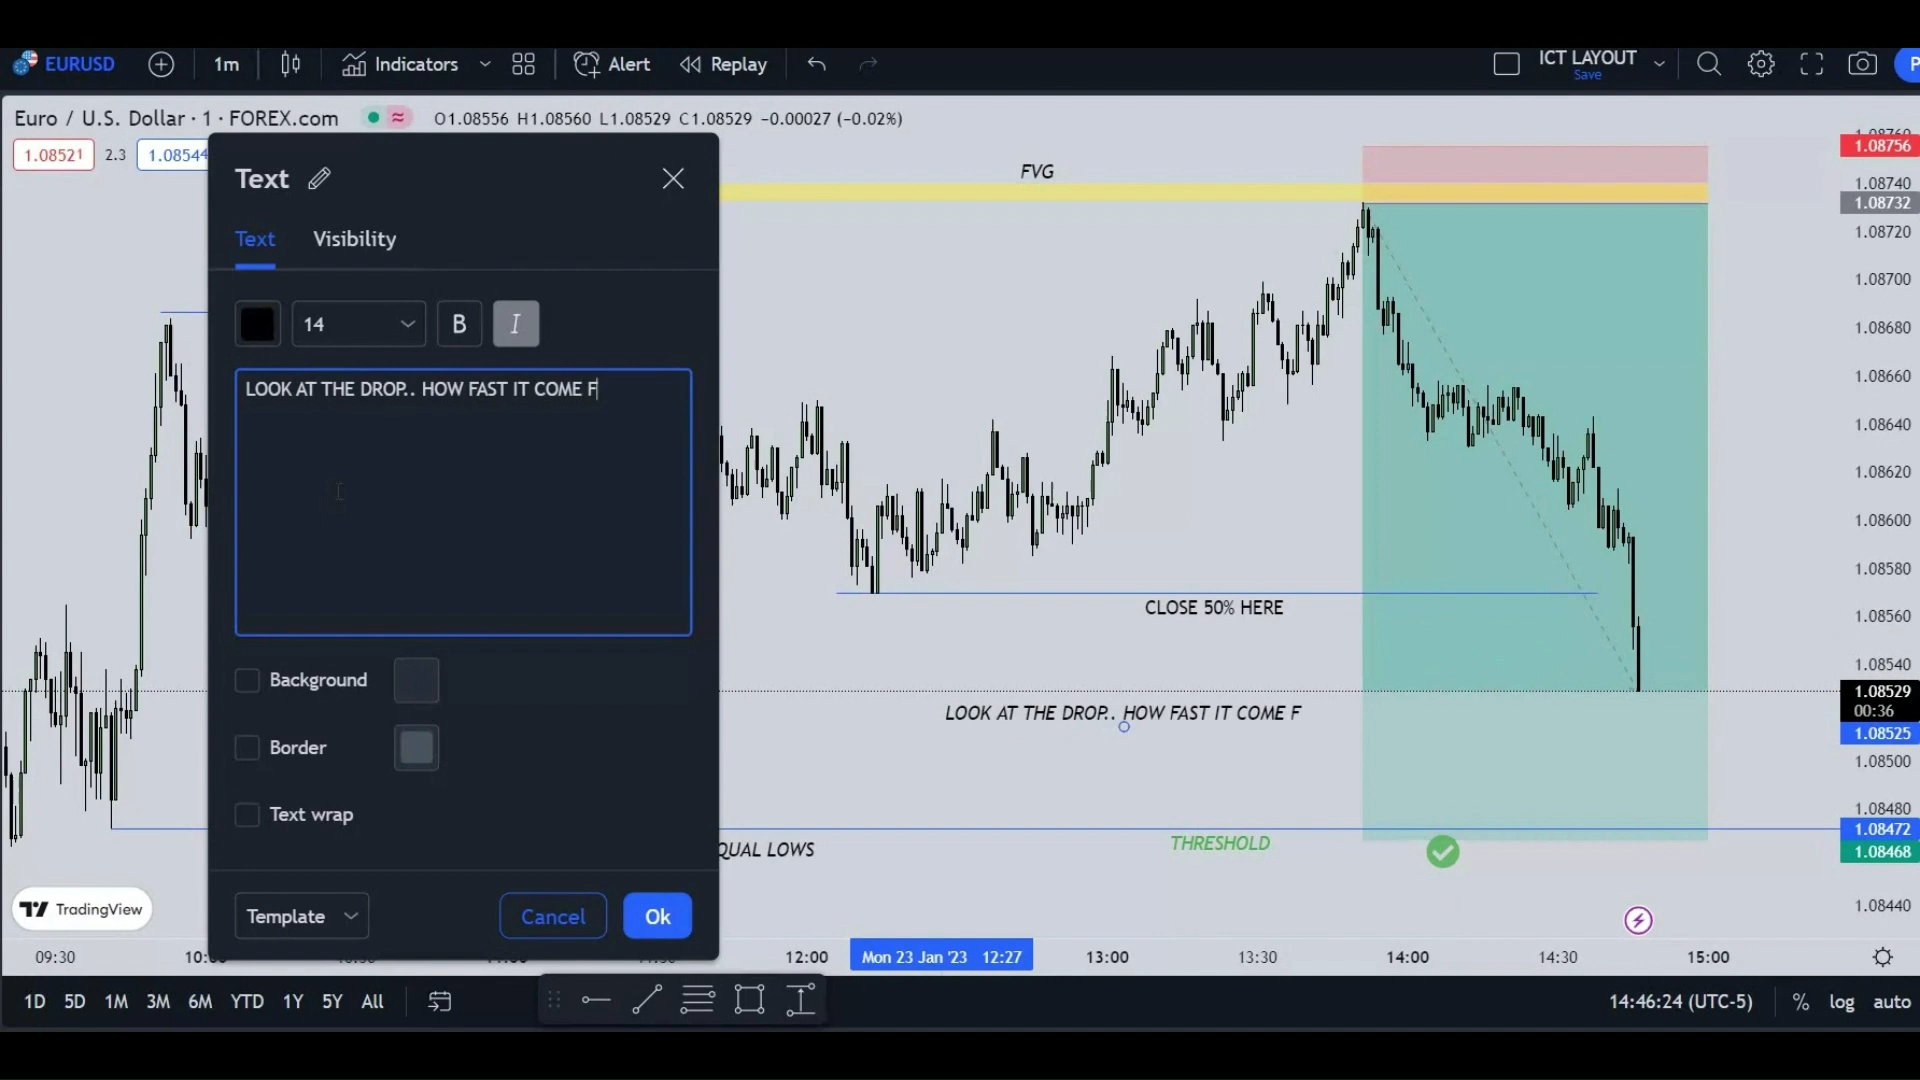 EURUSD
1m
Indicators
Alert
Replay
ICT LAYOUT
Save
P
Euro / U.S. Dollar · 1 · FOREX.com
O1.08556 H1.08560 L1.08529 C1.08529 −0.00027 (−0.02%)
1.08521
2.3
1.08544
Text
Text
Visibility
14
B
I
LOOK AT THE DROP.. HOW FAST IT COME F
Background
Border
Text wrap
Template
Cancel
Ok
FVG
CLOSE 50% HERE
LOOK AT THE DROP.. HOW FAST IT COME F
QUAL LOWS
THRESHOLD
1.08756
1.08740
1.08732
1.08720
1.08700
1.08680
1.08660
1.08640
1.08620
1.08600
1.08580
1.08560
1.08540
1.08529
00:36
1.08525
1.08500
1.08480
1.08472
1.08468
1.08440
TradingView
09:30
12:00
Mon 23 Jan '23 12:27
13:00
13:30
14:00
14:30
15:00
1D 5D 1M 3M 6M YTD 1Y 5Y All
14:46:24 (UTC-5)
% log auto